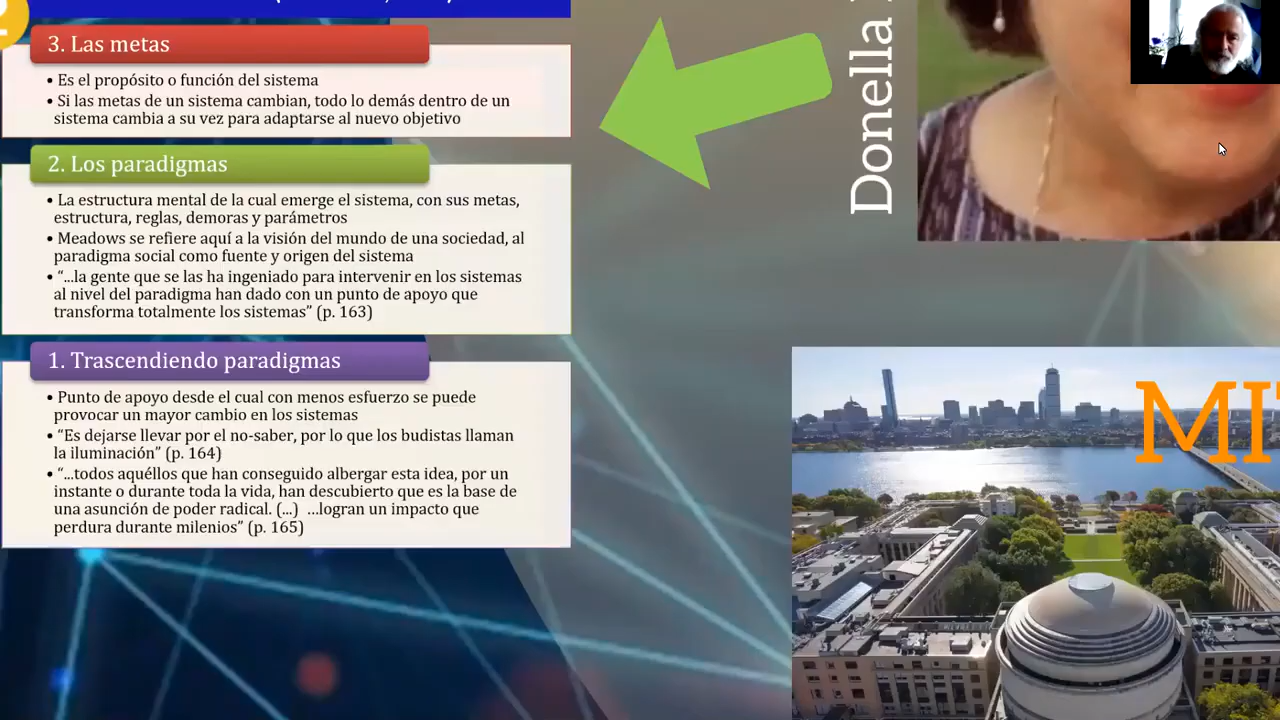 3. Las metas
• Es el propósito o función del sistema
• Si las metas de un sistema cambian, todo lo demás dentro de un
sistema cambia a su vez para adaptarse al nuevo objetivo
2. Los paradigmas
• La estructura mental de la cual emerge el sistema, con sus metas,
estructura, reglas, demoras y parámetros
• Meadows se refiere aquí a la visión del mundo de una sociedad, al
paradigma social como fuente y origen del sistema
• “...la gente que se las ha ingeniado para intervenir en los sistemas
al nivel del paradigma han dado con un punto de apoyo que
transforma totalmente los sistemas” (p. 163)
1. Trascendiendo paradigmas
• Punto de apoyo desde el cual con menos esfuerzo se puede
provocar un mayor cambio en los sistemas
• “Es dejarse llevar por el no-saber, por lo que los budistas llaman
la iluminación” (p. 164)
• “...todos aquéllos que han conseguido albergar esta idea, por un
instante o durante toda la vida, han descubierto que es la base de
una asunción de poder radical. (...) ...logran un impacto que
perdura durante milenios” (p. 165)
Donella
MIT